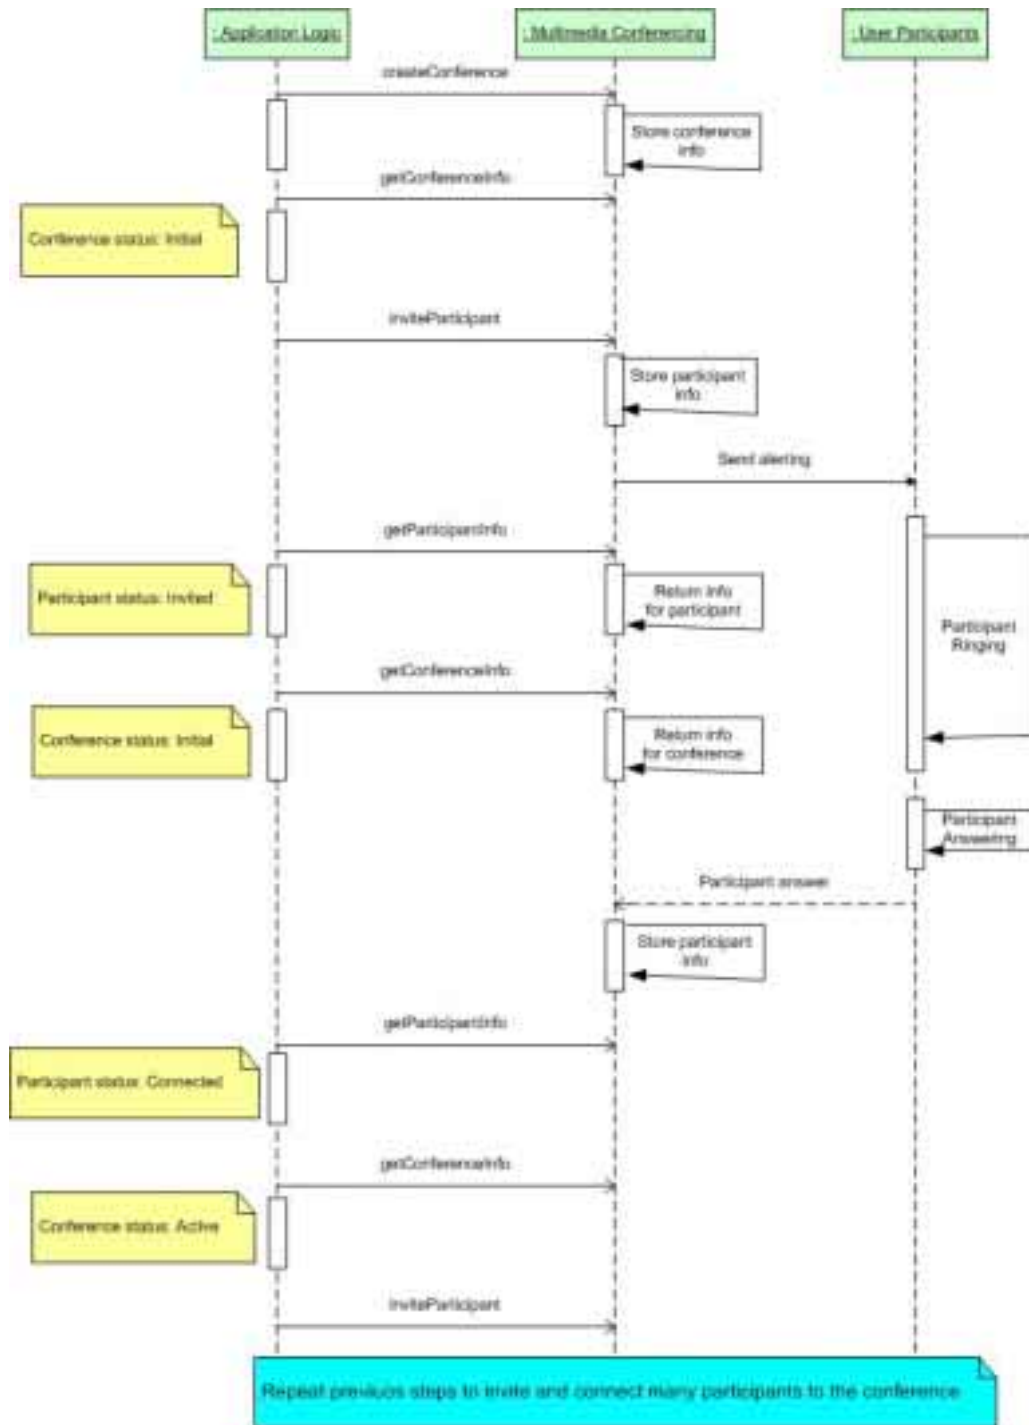 : Application Logic
: Multimedia Conferencing
: User Participants
createConference
Store conference
info
getConferenceInfo
Conference status: Initial
inviteParticipant
Store participant
info
Send alerting
getParticipantInfo
Participant status: Invited
Return info
for participant
Participant
Ringing
getConferenceInfo
Conference status: Initial
Return info
for conference
Participant
Answering
Participant answer
Store participant
info
getParticipantInfo
Participant status: Connected
getConferenceInfo
Conference status: Active
inviteParticipant
Repeat previuos steps to invite and connect many participants to the conference